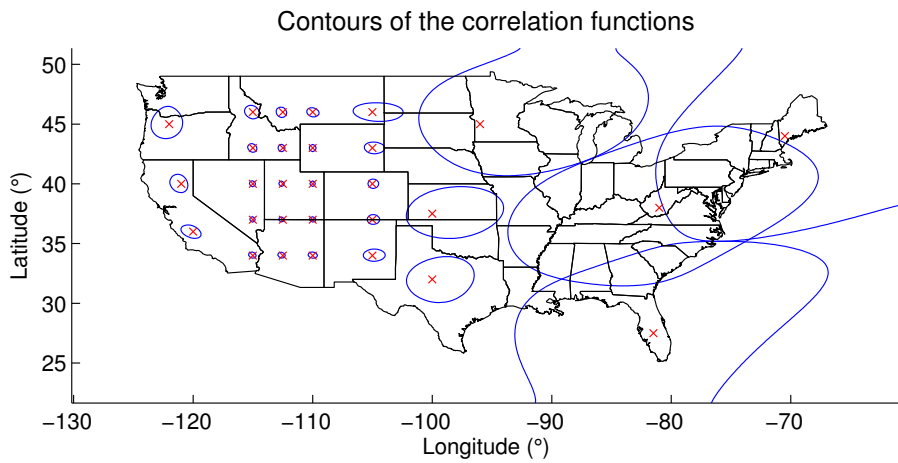 Contours of the correlation functions
50
45
40
35
30
25
Latitude (°)
−130 −120 −110 −100 −90 −80 −70
Longitude (°)